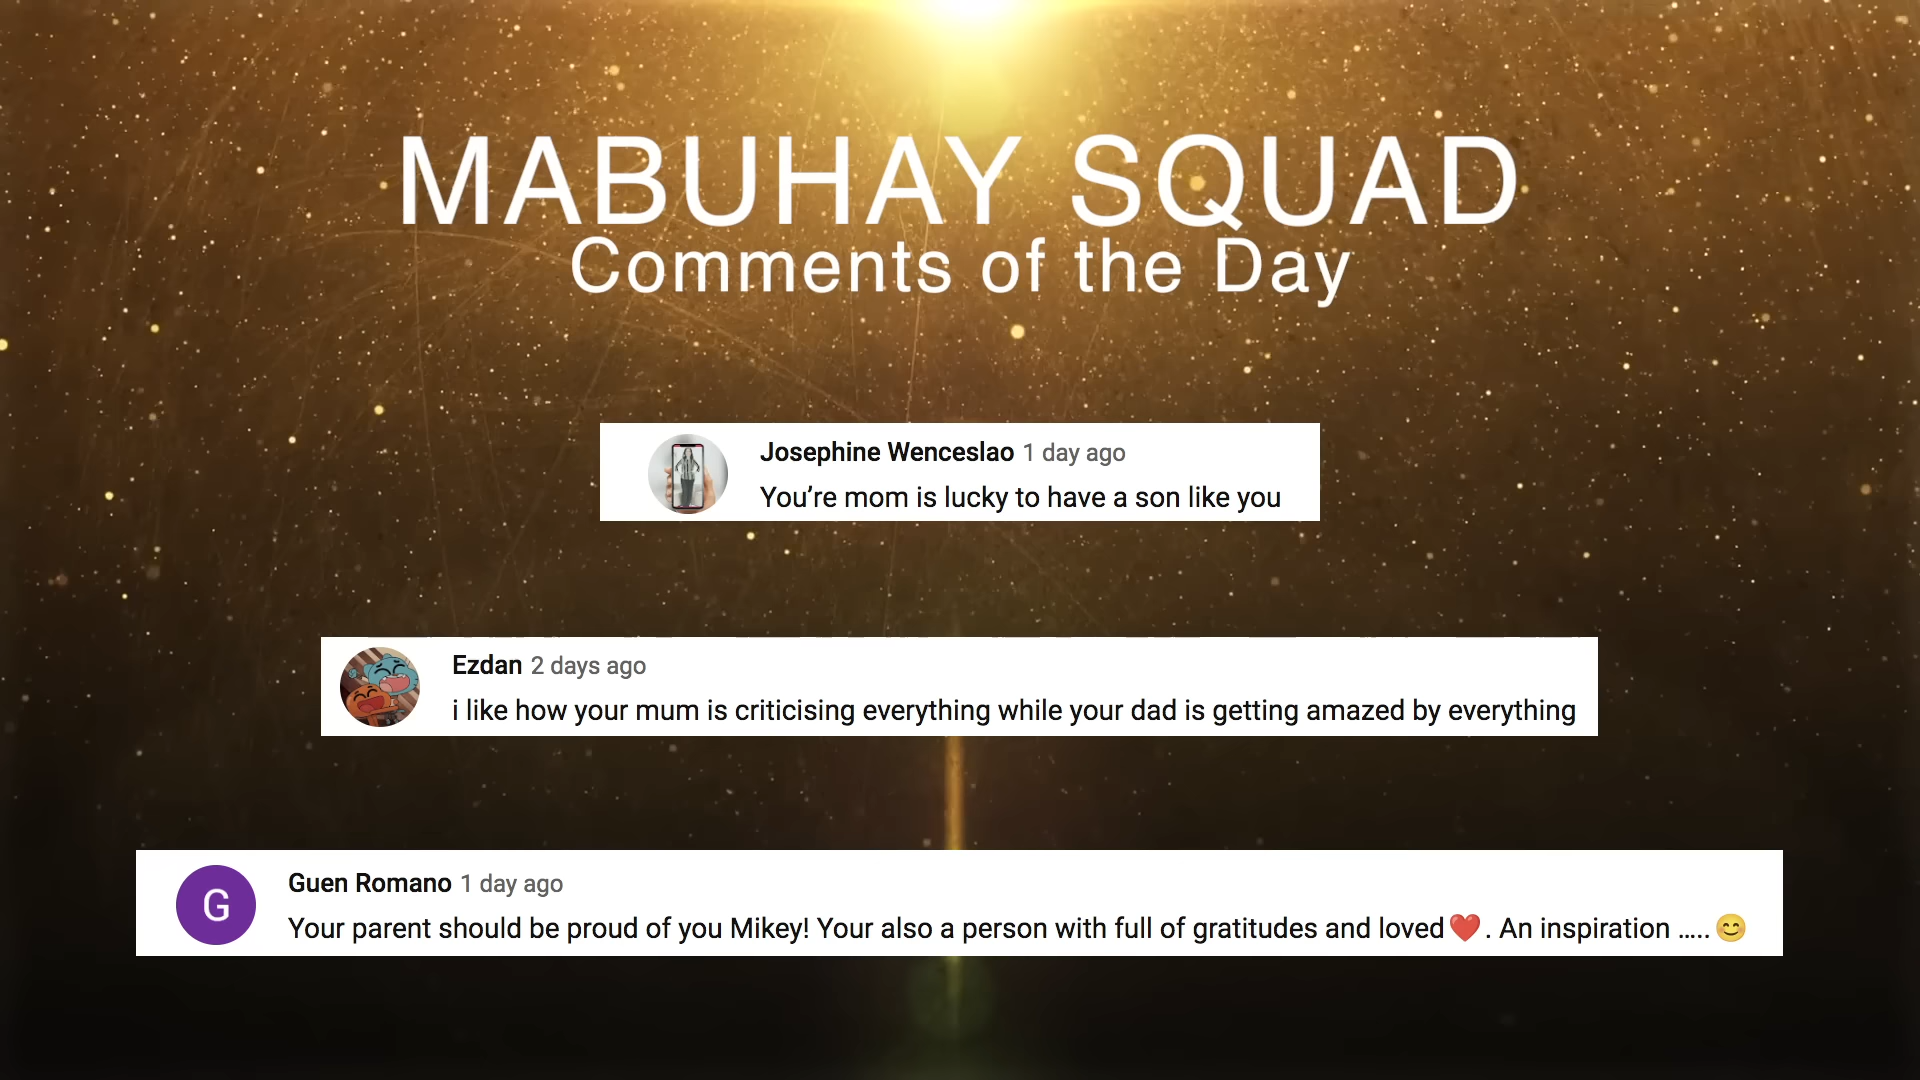 MABUHAY SQUAD
Comments of the Day
Josephine Wenceslao 1 day ago
You’re mom is lucky to have a son like you
Ezdan 2 days ago
i like how your mum is criticising everything while your dad is getting amazed by everything
G
Guen Romano 1 day ago
Your parent should be proud of you Mikey! Your also a person with full of gratitudes and loved❤️. An inspiration .....😊